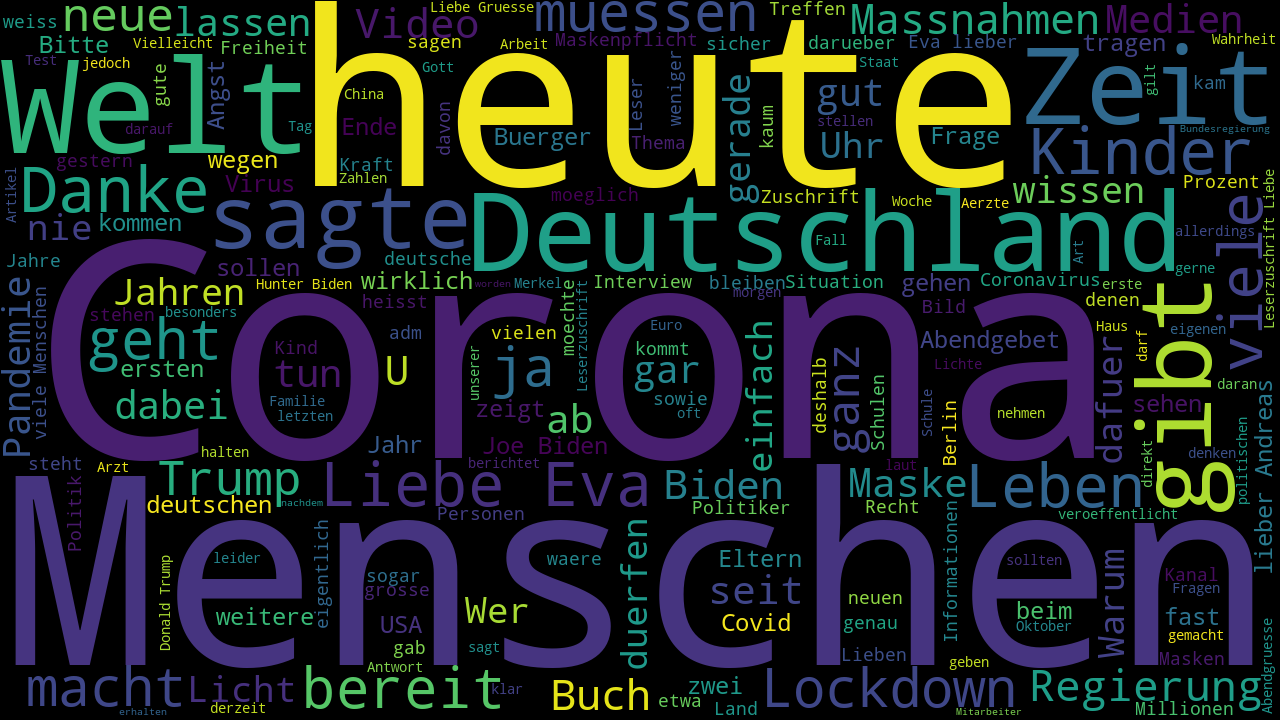 weiss
neue
lassen
Video
Liebe Gruesse
muessen
Treffen
Massnahmen
Medien
Bitte
Vielleicht
Freiheit
sagen
Arbeit
Maskenpflicht
sicher
darueber
Eva lieber
tragen
Wahrheit
Test
jedoch
Welt
gute
Angst
heute
Gott
Staat
Zeit
gilt
kam
China
davon
Leser
weniger
gerade
kaum
gut
darauf
Tag
Ende
Buerger
Thema
Uhr
stellen
Frage
Kinder
Bundesregierung
gestern
wegen
Kraft
Zahlen
Artikel
Danke
Virus
moeglich
Zuschrift
Woche
Aerzte
wissen
Prozent
Leserzuschrift Liebe
nie
kommen
sagte
Deutschland
Fall
Art
viele
allerdings
Jahre
sollen
deutsche
wirklich
Hunter Biden
worden
Merkel
Interview
bleiben
morgen
Situation
gehen
Coronavirus
erste
gerne
Pandemie
viele Menschen
Jahren
stehen
besonders
heisst
moechte
Leserzuschrift
Bild
denen
Haus
gibt
eigenen
Corona
geht
adm
vielen
Euro
einfach
Abendgebet
darf
ersten
Kind
tun
U
unserer
ja
kommt
gar
deshalb
ganz
Schulen
Schule
Lichte
dafuer
daran
dabei
Familie
letzten
zeigt
ab
sowie
oft
nehmen
sehen
Jahr
Joe Biden
Berlin
direkt
denken
politischen
lieber Andreas
steht
Arzt
halten
berichtet
laut
Politik
Trump
nachdem
Liebe
Eva
Biden
Maske
Leben
deutschen
Personen
Politiker
Recht
veroeffentlicht
Menschen
Donald Trump
leider
eigentlich
sogar
grosse
waere
duerfen
Eltern
Informationen
sollten
Warum
Kanal
Fragen
weitere
USA
Wer
seit
neuen
beim
Oktober
fast
gemacht
gab
sagt
Covid
genau
Masken
Antwort
Lieben
geben
Abendgruesse
macht
Licht
derzeit
erhalten
bereit
klar
Buch
etwa
zwei
Land
Lockdown
Mitarbeiter
Regierung
Millionen